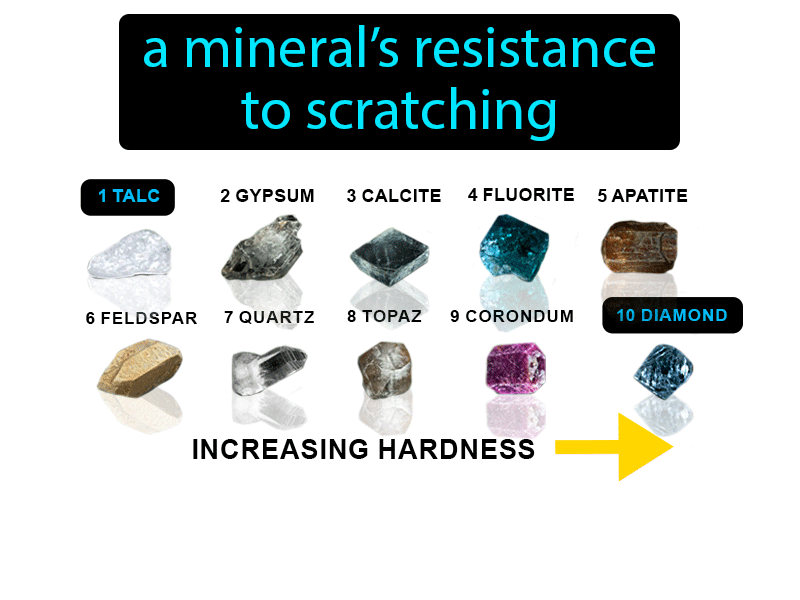 a mineral’s resistance
to scratching
1 TALC
2 GYPSUM
3 CALCITE
4 FLUORITE
5 APATITE
6 FELDSPAR
7 QUARTZ
8 TOPAZ
9 CORONDUM
10 DIAMOND
INCREASING HARDNESS